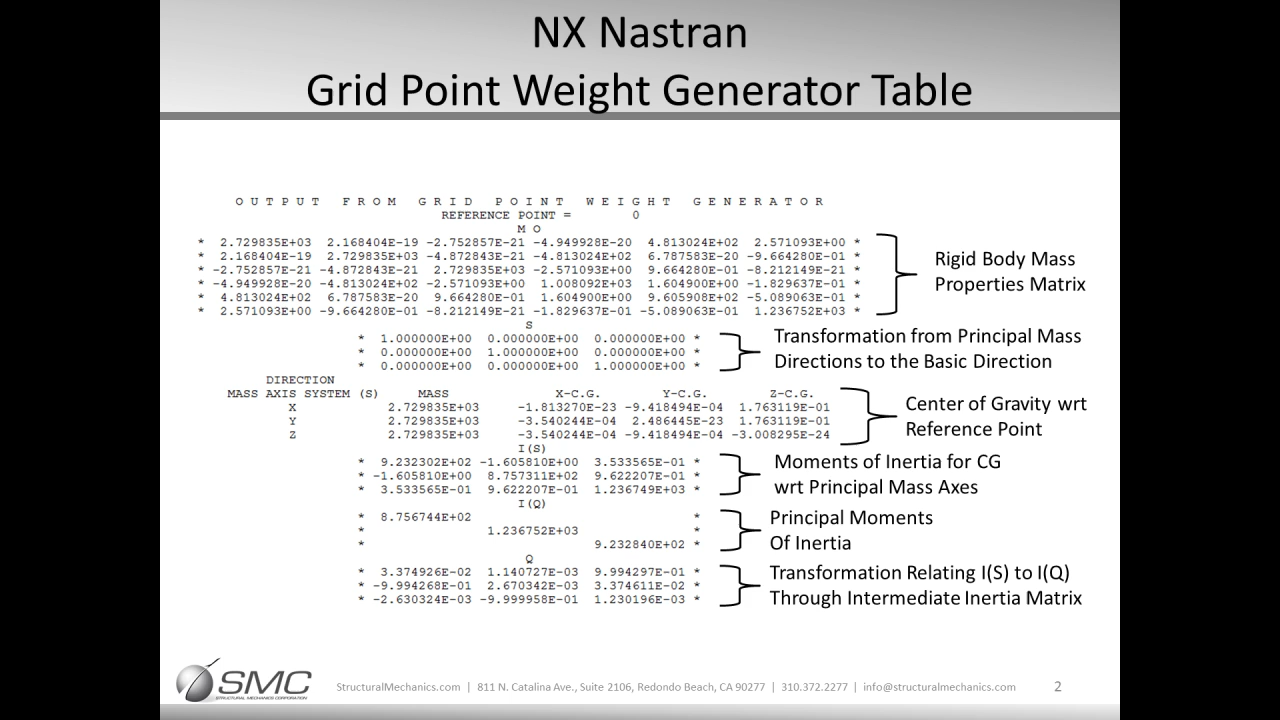 NX Nastran
Grid Point Weight Generator Table
O U T P U T   F R O M   G R I D   P O I N T   W E I G H T   G E N E R A T O R
REFERENCE POINT =        0
M O
* 2.729835E+03 2.168404E-19 -2.752857E-21 -4.949928E-20 4.813024E+02 2.571093E+00 *
* 2.168404E-19 2.729835E+03 -4.872843E-21 -4.813024E+02 6.787583E-20 -9.664280E-01 *
* -2.752857E-21 -4.872843E-21 2.729835E+03 -2.571093E+00 9.664280E-01 -8.212149E-21 *
* -4.949928E-20 -4.813024E+02 -2.571093E+00 1.008092E+03 1.604900E+00 -1.829637E-01 *
* 4.813024E+02 6.787583E-20 9.664280E-01 1.604900E+00 9.605908E+02 -5.089063E-01 *
* 2.571093E+00 -9.664280E-01 -8.212149E-21 -1.829637E-01 -5.089063E-01 1.236752E+03 *
Rigid Body Mass
Properties Matrix
S
* 1.000000E+00 0.000000E+00 0.000000E+00 *
* 0.000000E+00 1.000000E+00 0.000000E+00 *
* 0.000000E+00 0.000000E+00 1.000000E+00 *
Transformation from Principal Mass
Directions to the Basic Direction
DIRECTION
MASS AXIS SYSTEM (S) MASS X-C.G. Y-C.G. Z-C.G.
X 2.729835E+03 -1.813270E-23 -9.418494E-04 1.763119E-01
Y 2.729835E+03 -3.540244E-04 2.486445E-23 1.763119E-01
Z 2.729835E+03 -3.540244E-04 -9.418494E-04 -3.008295E-24
Center of Gravity wrt
Reference Point
I(S)
* 9.232302E+02 -1.605810E+00 3.533565E-01 *
* -1.605810E+00 8.757311E+02 9.622207E-01 *
* 3.533565E-01 9.622207E-01 1.236749E+03 *
Moments of Inertia for CG
wrt Principal Mass Axes
I(Q)
* 8.756744E+02 *
* 1.236752E+03 *
* 9.232840E+02 *
Principal Moments
Of Inertia
Q
* 3.374926E-02 1.140727E-03 9.994297E-01 *
* -9.994268E-01 2.670342E-03 3.374611E-02 *
* -2.630324E-03 -9.999958E-01 1.230196E-03 *
Transformation Relating I(S) to I(Q)
Through Intermediate Inertia Matrix
SMC
STRUCTURAL MECHANICS CORPORATION
StructuralMechanics.com | 811 N. Catalina Ave., Suite 2106, Redondo Beach, CA 90277 | 310.372.2277 | info@structuralmechanics.com
2